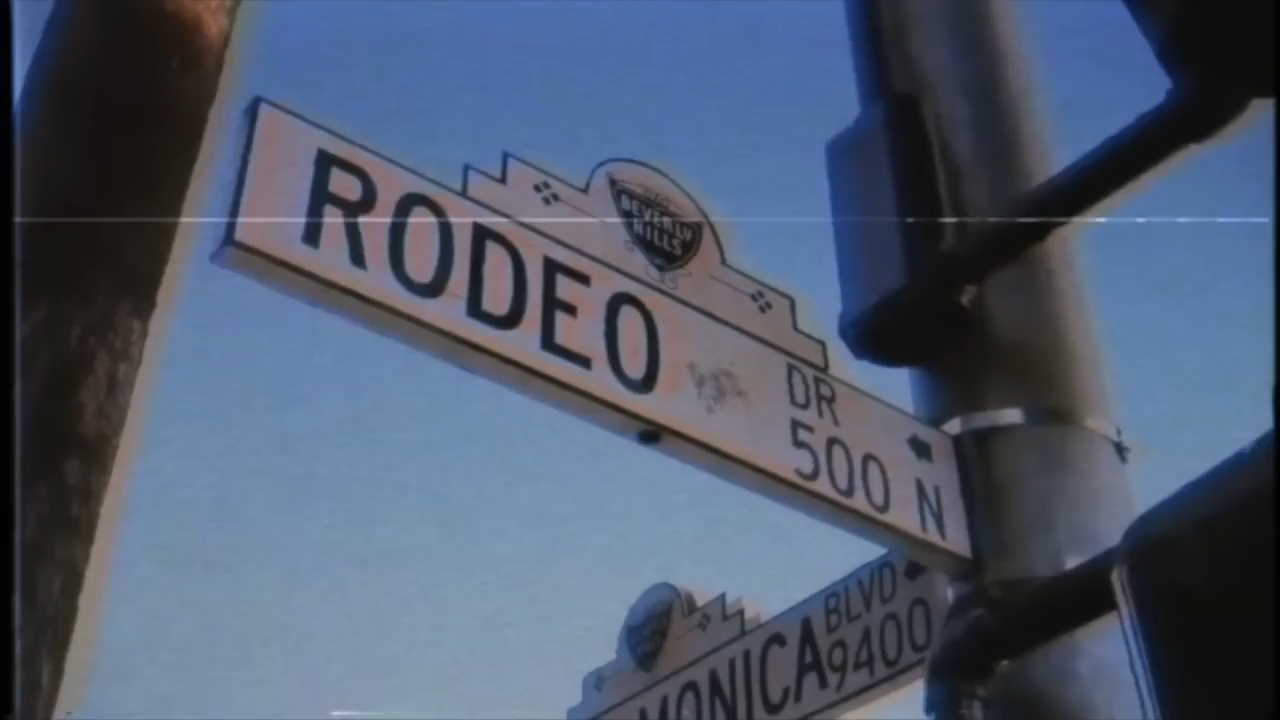 BEVERLY
HILLS
RODEO DR
500 N
MONICA BLVD
9400